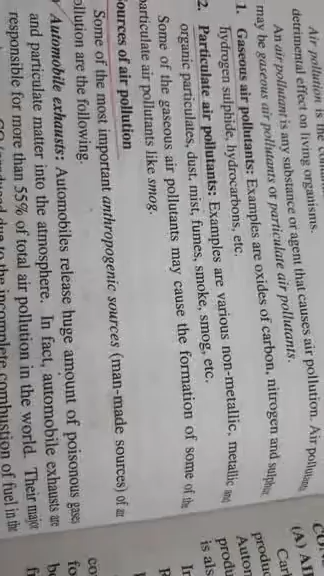 Air pollution is the
detrimental effect on living organisms.
An air pollutant is any substance or agent that causes air pollution. Air pollutants
may be gaseous air pollutants or particulate air pollutants.
1. Gaseous air pollutants: Examples are oxides of carbon, nitrogen and sulphur,
hydrogen sulphide, hydrocarbons, etc.
2. Particulate air pollutants: Examples are various non-metallic, metallic and
organic particulates, dust, mist, fumes, smoke, smog, etc.
Some of the gaseous air pollutants may cause the formation of some of the
particulate air pollutants like smog.
Sources of air pollution
Some of the most important anthropogenic sources (man-made sources) of air
pollution are the following.
Automobile exhausts: Automobiles release huge amount of poisonous gases
and particulate matter into the atmosphere. In fact, automobile exhausts are
responsible for more than 55% of total air pollution in the world. Their major
due to the incomplete combustion of fuel in the
(A) AI
Carl
produc
Autom
produ
is als
In
co
fo
b